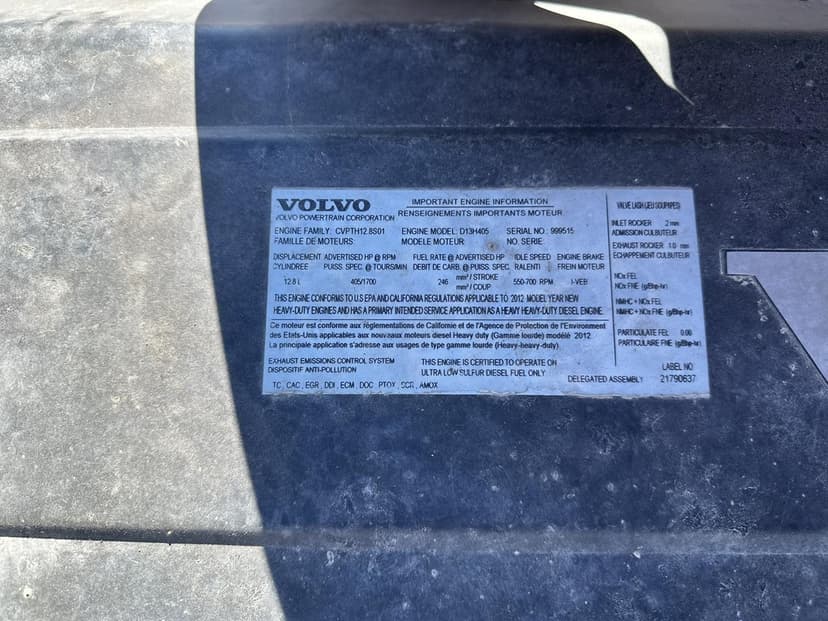 VOLVO
VOLVO POWERTRAIN CORPORATION
IMPORTANT ENGINE INFORMATION
RENSEIGNEMENTS IMPORTANTS MOTEUR
ENGINE FAMILY: CVPTH12.8S01 ENGINE MODEL: D13H405 SERIAL NO.: 999515
FAMILLE DE MOTEURS: MODELE MOTEUR: NO. SERIE:
DISPLACEMENT ADVERTISED HP @ RPM FUEL RATE @ ADVERTISED HP IDLE SPEED ENGINE BRAKE
CYLINDREE PUISS. SPEC. @ TOURS/MIN DEBIT DE CARB. @ PUISS. SPEC. RALENTI FREIN MOTEUR
12.8 L 405/1700 246 mm³ / STROKE 550-700 RPM I-VEB
mm³ / COUP
THIS ENGINE CONFORMS TO U.S EPA AND CALIFORNIA REGULATIONS APPLICABLE TO 2012 MODEL YEAR NEW
HEAVY-DUTY ENGINES AND HAS A PRIMARY INTENDED SERVICE APPLICATION AS A HEAVY HEAVY-DUTY DIESEL ENGINE.
Ce moteur est conforme aux réglementations de Californie et de l'Agence de Protection de l'Environment
des Etats-Unis applicables aux nouveaux moteurs diesel Heavy duty (Gamme lourde) modélé 2012
La principale application s'adresse aux usages de type gamme lourde (Heavy-heavy-duty).
EXHAUST EMISSIONS CONTROL SYSTEM
DISPOSITIF ANTI-POLLUTION
TC , CAC , EGR , DDI , ECM , DOC , PTOX , SCR , AMOX
THIS ENGINE IS CERTIFIED TO OPERATE ON
ULTRA LOW SULFUR DIESEL FUEL ONLY
DELEGATED ASSEMBLY
VALVE LASH (JEU SOUPAPES)
INLET ROCKER .2 mm
ADMISSION CULBUTEUR
EXHAUST ROCKER 1.0 mm
ECHAPPEMENT CULBUTEUR
NOx FEL
NOx FNE (g/Bhp-hr)
NMHC + NOx FEL
NMHC + NOx FNE (g/Bhp-hr)
PARTICULATE FEL
PARTICULAIRE FNE (g/Bhp-hr)
LABEL NO
21790637